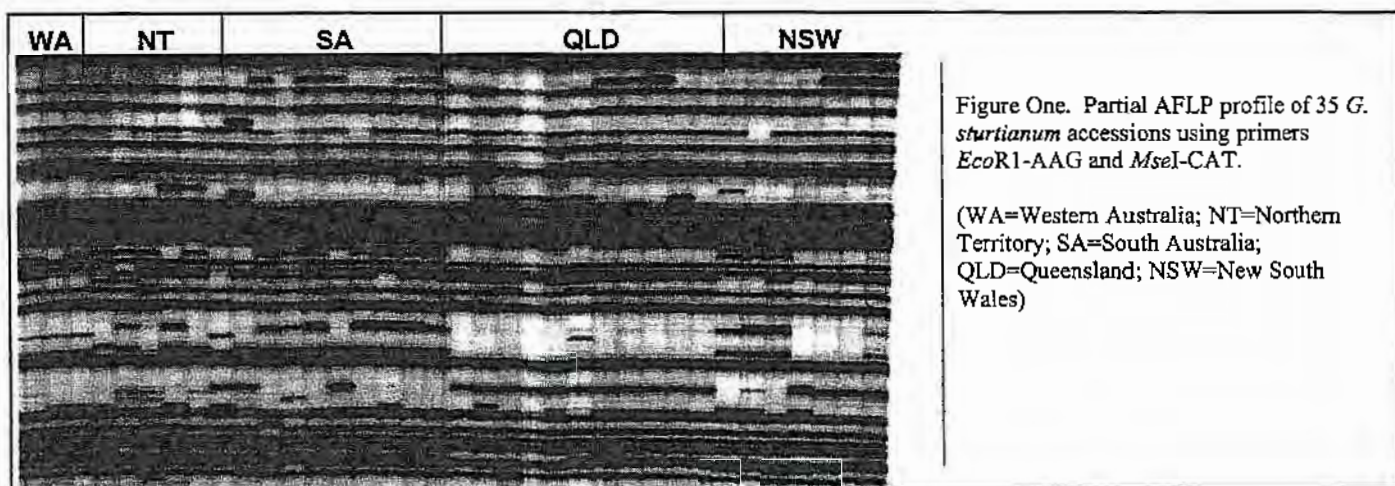 WA NT SA QLD NSW
Figure One. Partial AFLP profile of 35 G.
sturtianum accessions using primers
EcoR1-AAG and MseI-CAT.
(WA=Western Australia; NT=Northern
Territory; SA=South Australia;
QLD=Queensland; NSW=New South
Wales)